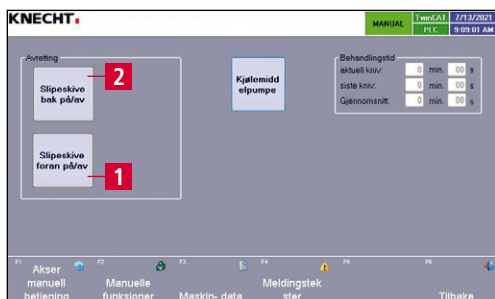 KNECHT.
MANUAL
TwinCAT
PLC
7/13/2021
9:09:01 AM
Avretting
Slipeskive
bak på/av
2
Slipeskive
foran på/av
1
Kjølemidd
elpumpe
Behandlingstid
aktuell kniv: 0 min. 00 s
siste kniv: 0 min. 00 s
Gjennomsnitt: 0 min. 00 s
F1
Akser
manuell
betjening
F2
Manuelle
funksjoner
F3
Maskin- data
F4
Meldingstek
ster
F5
F6
Tilbake